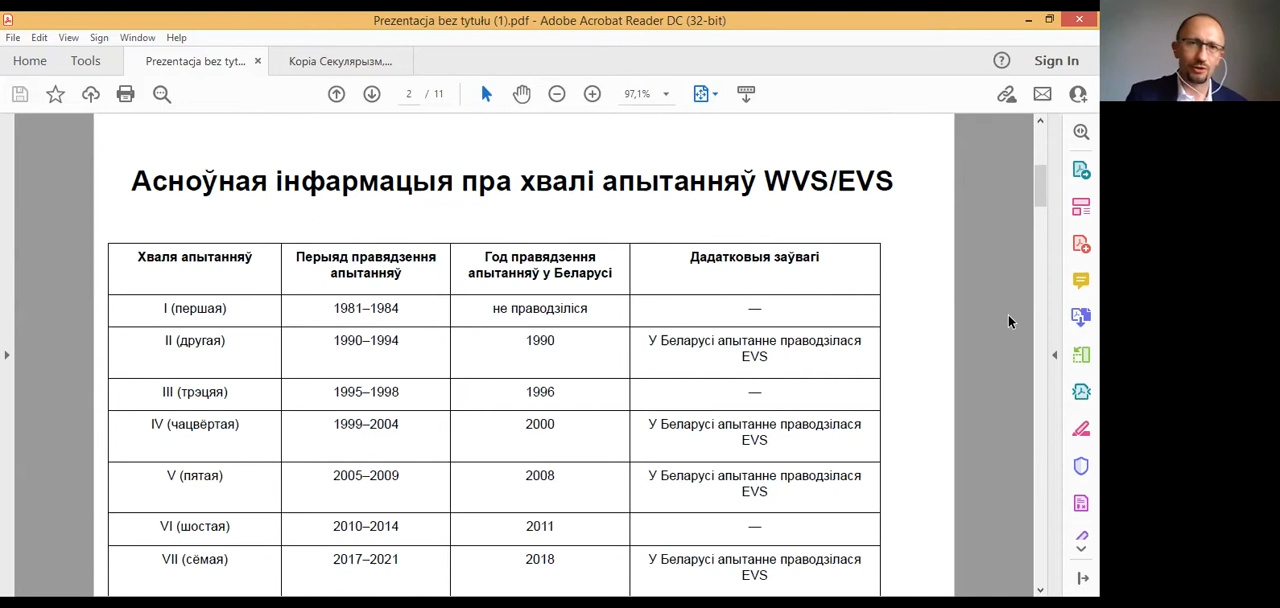 Prezentacja bez tytułu (1).pdf - Adobe Acrobat Reader DC (32-bit)
File Edit View Sign Window Help
Home Tools Prezentacja bez tyt... × Копія Секулярызм,... Sign In
2 / 11 97,1%
Асноўная інфармацыя пра хвалі апытанняў WVS/EVS
Хваля апытанняў
Перыяд правядзення
апытанняў
Год правядзення
апытанняў у Беларусі
Дадатковыя заўвагі
I (першая) 1981–1984 не праводзіліся —
II (другая) 1990–1994 1990 У Беларусі апытанне праводзілася
EVS
III (трэцяя) 1995–1998 1996 —
IV (чацвёртая) 1999–2004 2000 У Беларусі апытанне праводзілася
EVS
V (пятая) 2005–2009 2008 У Беларусі апытанне праводзілася
EVS
VI (шостая) 2010–2014 2011 —
VII (сёмая) 2017–2021 2018 У Беларусі апытанне праводзілася
EVS